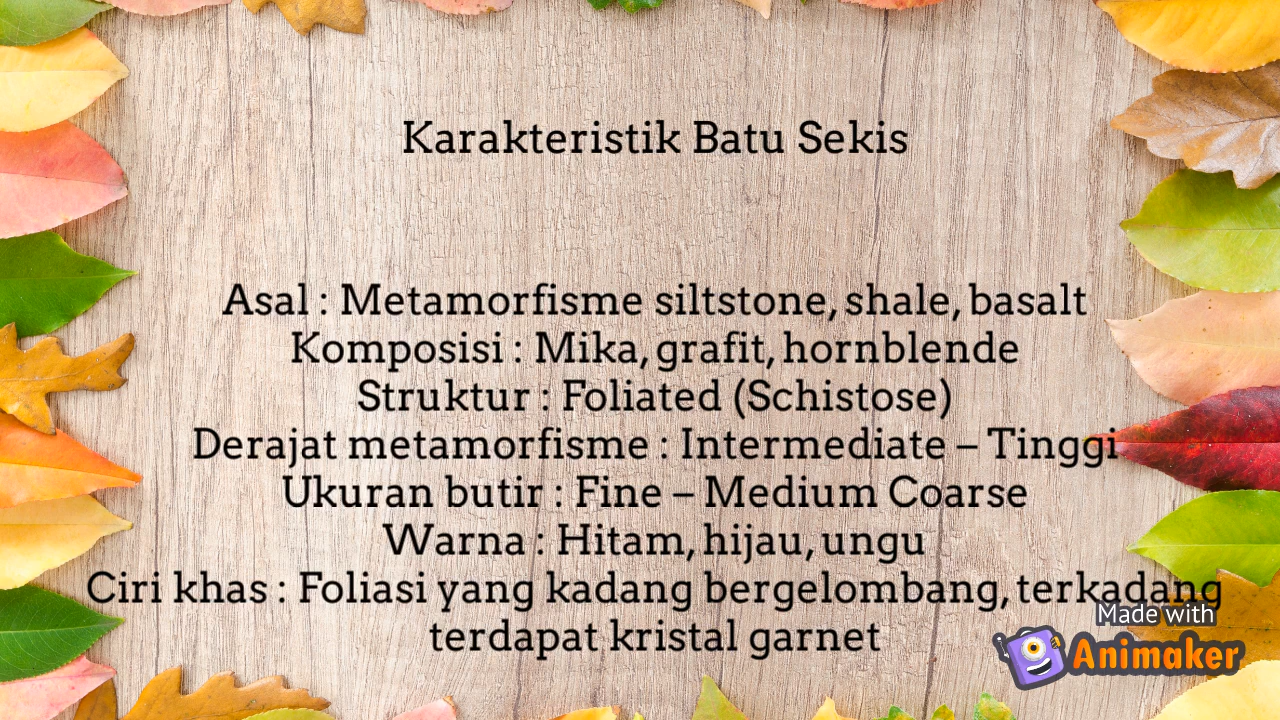 Karakteristik Batu Sekis
Asal : Metamorfisme siltstone, shale, basalt
Komposisi : Mika, grafit, hornblende
Struktur : Foliated (Schistose)
Derajat metamorfisme : Intermediate – Tinggi
Ukuran butir : Fine – Medium Coarse
Warna : Hitam, hijau, ungu
Ciri khas : Foliasi yang kadang bergelombang, terkadang
terdapat kristal garnet
Made with
Animaker